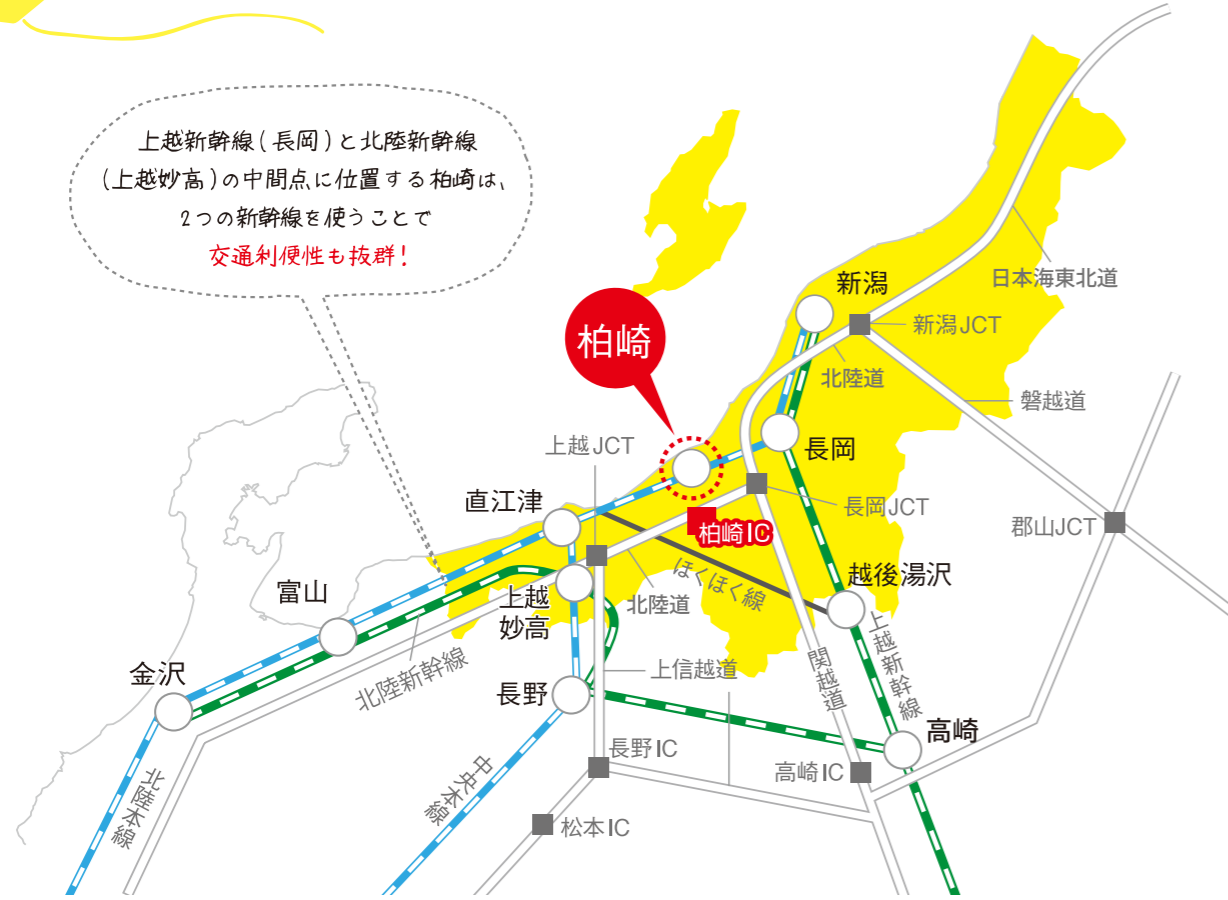 上越新幹線(長岡)と北陸新幹線
(上越妙高)の中間点に位置する柏崎は、
2つの新幹線を使うことで
交通利便性も抜群!
柏崎
新潟
日本海東北道
新潟JCT
北陸道
磐越道
上越JCT
長岡
直江津
長岡JCT
郡山JCT
柏崎IC
ほくほく線
越後湯沢
富山
上越
妙高
北陸道
上越新幹線
北陸新幹線
上信越道
関越道
金沢
長野
高崎
長野IC
高崎IC
北陸本線
中央本線
松本IC